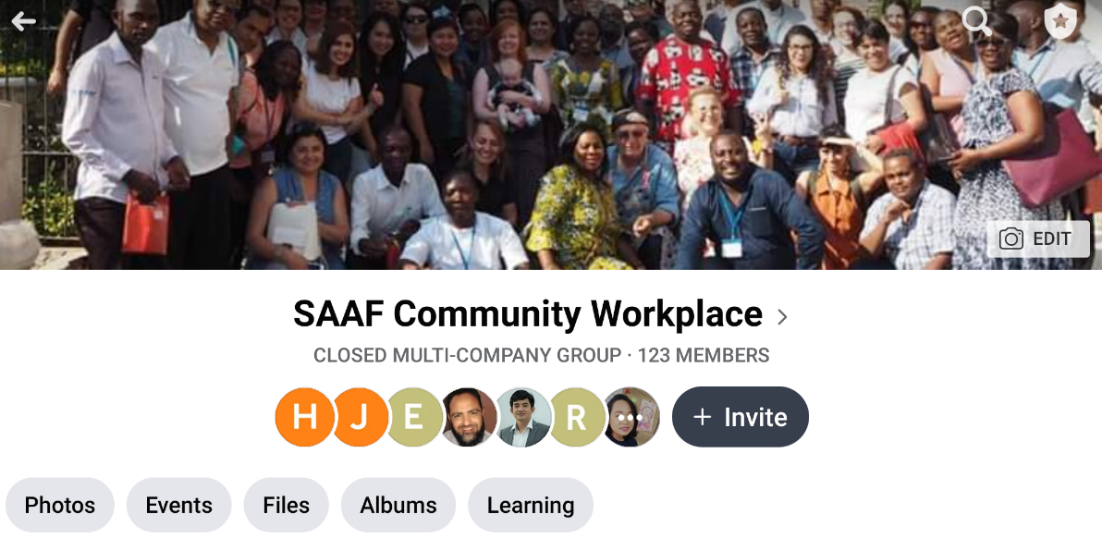 EDIT
SAAF Community Workplace
CLOSED MULTI-COMPANY GROUP · 123 MEMBERS
H J E R ••• + Invite
Photos Events Files Albums Learning